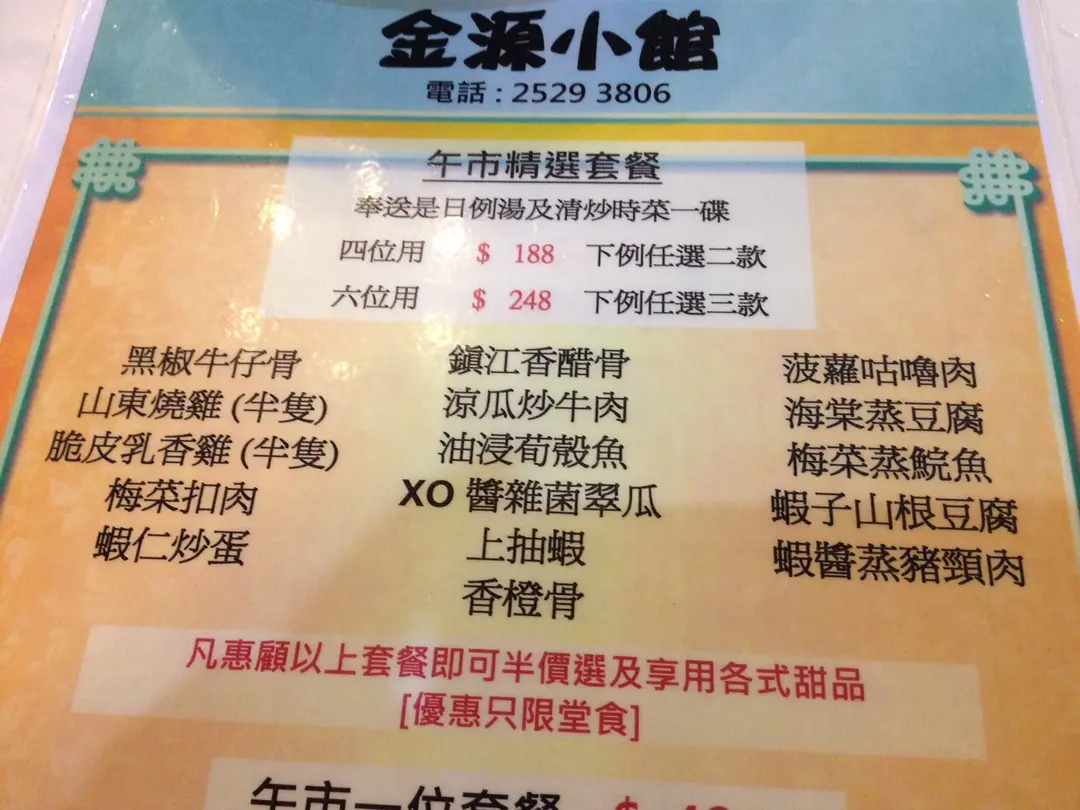 金源小館
電話 : 2529 3806
午市精選套餐
奉送是日例湯及清炒時菜一碟
四位用 $ 188 下例任選二款
六位用 $ 248 下例任選三款
黑椒牛仔骨 鎮江香醋骨 菠蘿咕嚕肉
山東燒雞 (半隻) 涼瓜炒牛肉 海棠蒸豆腐
脆皮乳香雞 (半隻) 油浸荀殼魚 梅菜蒸鯇魚
梅菜扣肉 XO 醬雜菌翠瓜 蝦子山根豆腐
蝦仁炒蛋 上抽蝦 蝦醬蒸豬頸肉
香橙骨
凡惠顧以上套餐即可半價選及享用各式甜品
[優惠只限堂食]
午市一位套餐 $